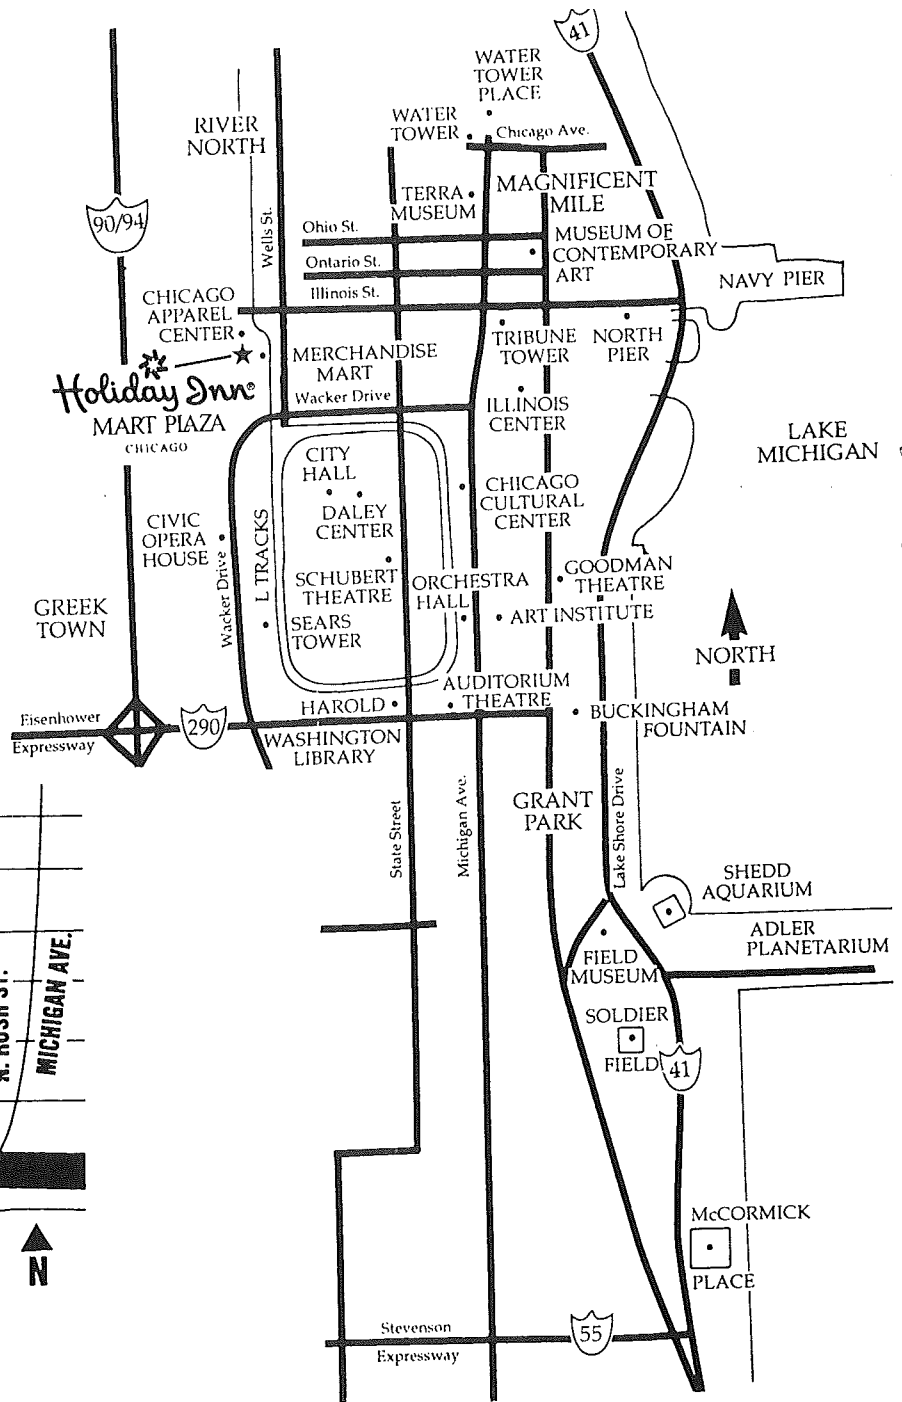 41
WATER
TOWER
PLACE
WATER
TOWER
Chicago Ave.
RIVER
NORTH
MAGNIFICENT
MILE
TERRA
MUSEUM
90/94
Wells St.
Ohio St.
MUSEUM OF
CONTEMPORARY
ART
Ontario St.
NAVY PIER
Illinois St.
CHICAGO
APPAREL
CENTER
TRIBUNE
TOWER
NORTH
PIER
MERCHANDISE
MART
Holiday Inn®
MART PLAZA
CHICAGO
Wacker Drive
ILLINOIS
CENTER
LAKE
MICHIGAN
CITY
HALL
DALEY
CENTER
CHICAGO
CULTURAL
CENTER
CIVIC
OPERA
HOUSE
L TRACKS
Wacker Drive
SCHUBERT
THEATRE
ORCHESTRA
HALL
GOODMAN
THEATRE
ART INSTITUTE
GREEK
TOWN
SEARS
TOWER
NORTH
AUDITORIUM
THEATRE
HAROLD
WASHINGTON
LIBRARY
BUCKINGHAM
FOUNTAIN
Eisenhower
Expressway
290
State Street
Michigan Ave.
GRANT
PARK
Lake Shore Drive
SHEDD
AQUARIUM
ADLER
PLANETARIUM
FIELD
MUSEUM
SOLDIER
FIELD
41
N. RUSH ST.
MICHIGAN AVE.
N
McCORMICK
PLACE
Stevenson
Expressway
55